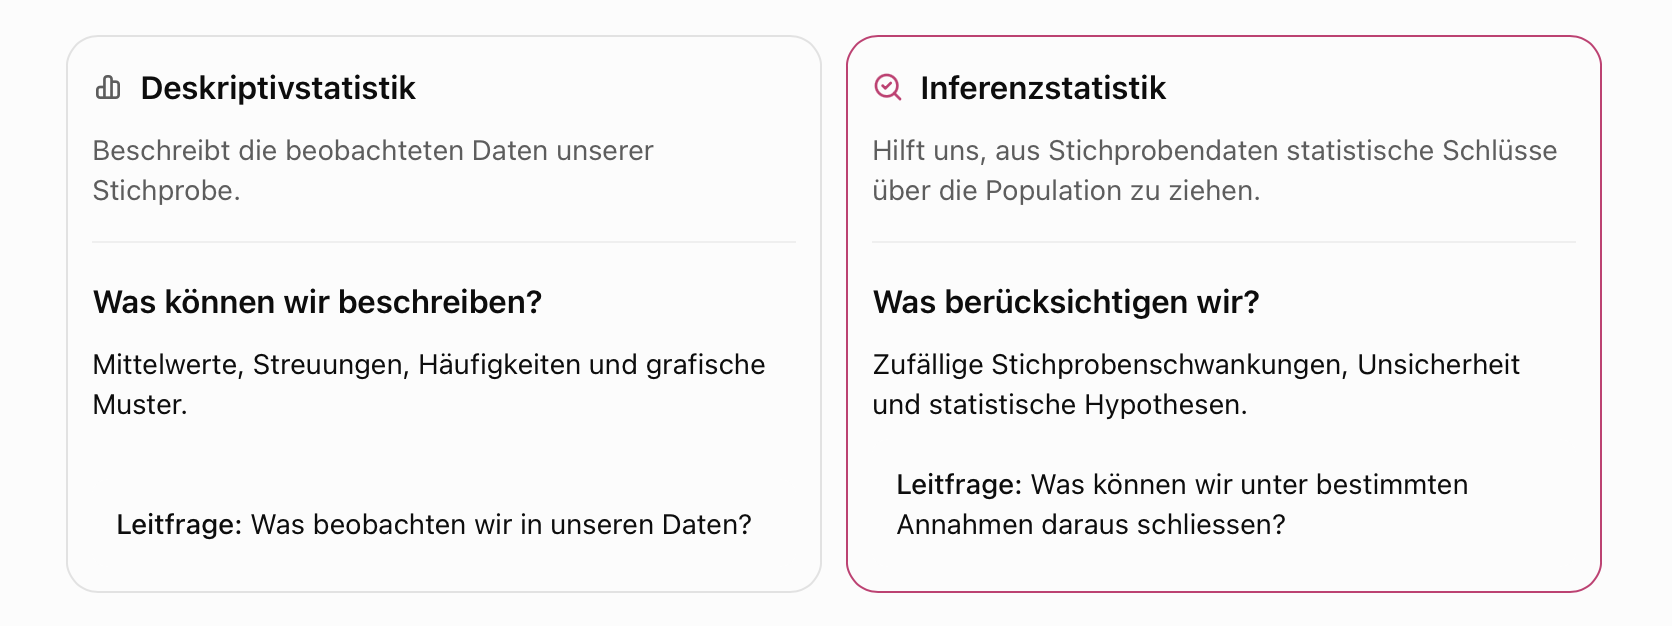 Deskriptivstatistik
Beschreibt die beobachteten Daten unserer
Stichprobe.
Was können wir beschreiben?
Mittelwerte, Streuungen, Häufigkeiten und grafische
Muster.
Leitfrage: Was beobachten wir in unseren Daten?
Inferenzstatistik
Hilft uns, aus Stichprobendaten statistische Schlüsse
über die Population zu ziehen.
Was berücksichtigen wir?
Zufällige Stichprobenschwankungen, Unsicherheit
und statistische Hypothesen.
Leitfrage: Was können wir unter bestimmten
Annahmen daraus schliessen?